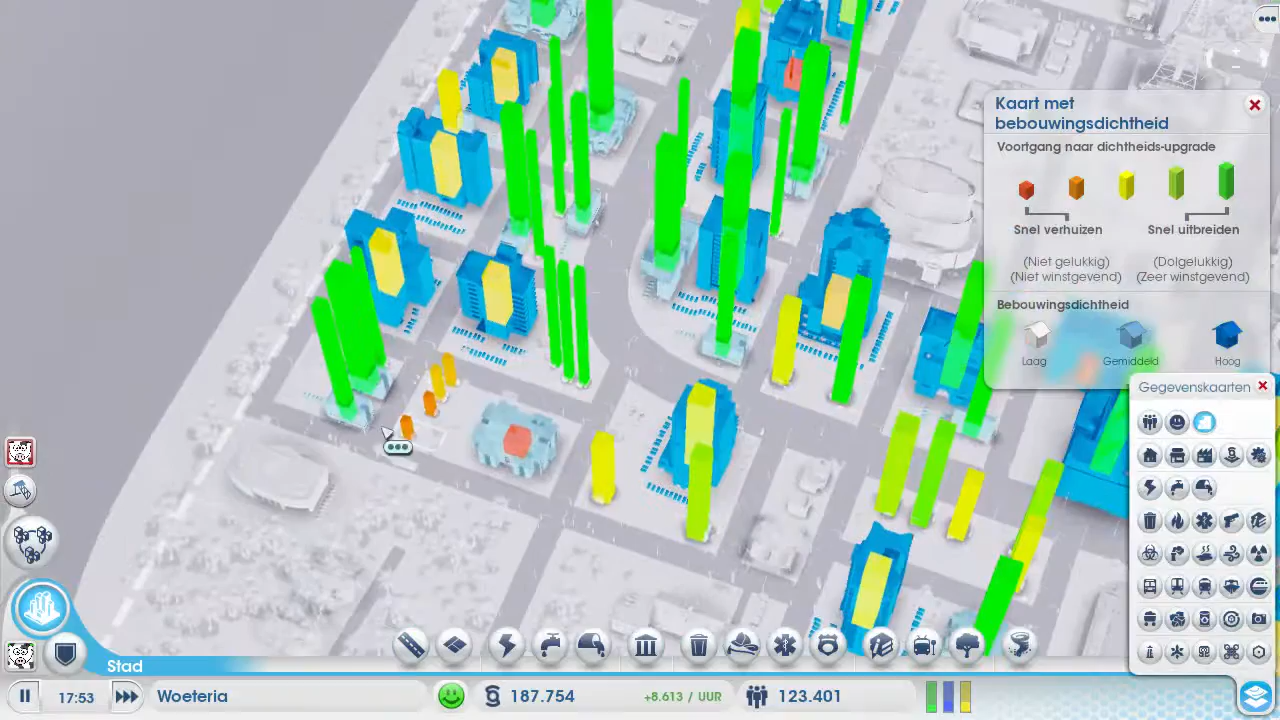 Kaart met
bebouwingsdichtheid
Voortgang naar dichtheids-upgrade
Snel verhuizen
Snel uitbreiden
(Niet gelukkig)
(Dolgelukkig)
(Niet winstgevend)
(Zeer winstgevend)
Bebouwingsdichtheid
Laag
Gemiddeld
Hoog
Gegevenskaarten
Stad
17:53
Woeteria
187.754
+8.613 / UUR
123.401